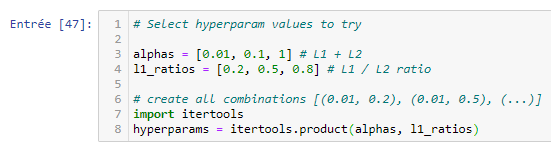 Entrée [47]:
1 # Select hyperparam values to try
2
3 alphas = [0.01, 0.1, 1] # L1 + L2
4 l1_ratios = [0.2, 0.5, 0.8] # L1 / L2 ratio
5
6 # create all combinations [(0.01, 0.2), (0.01, 0.5), (...)]
7 import itertools
8 hyperparams = itertools.product(alphas, l1_ratios)